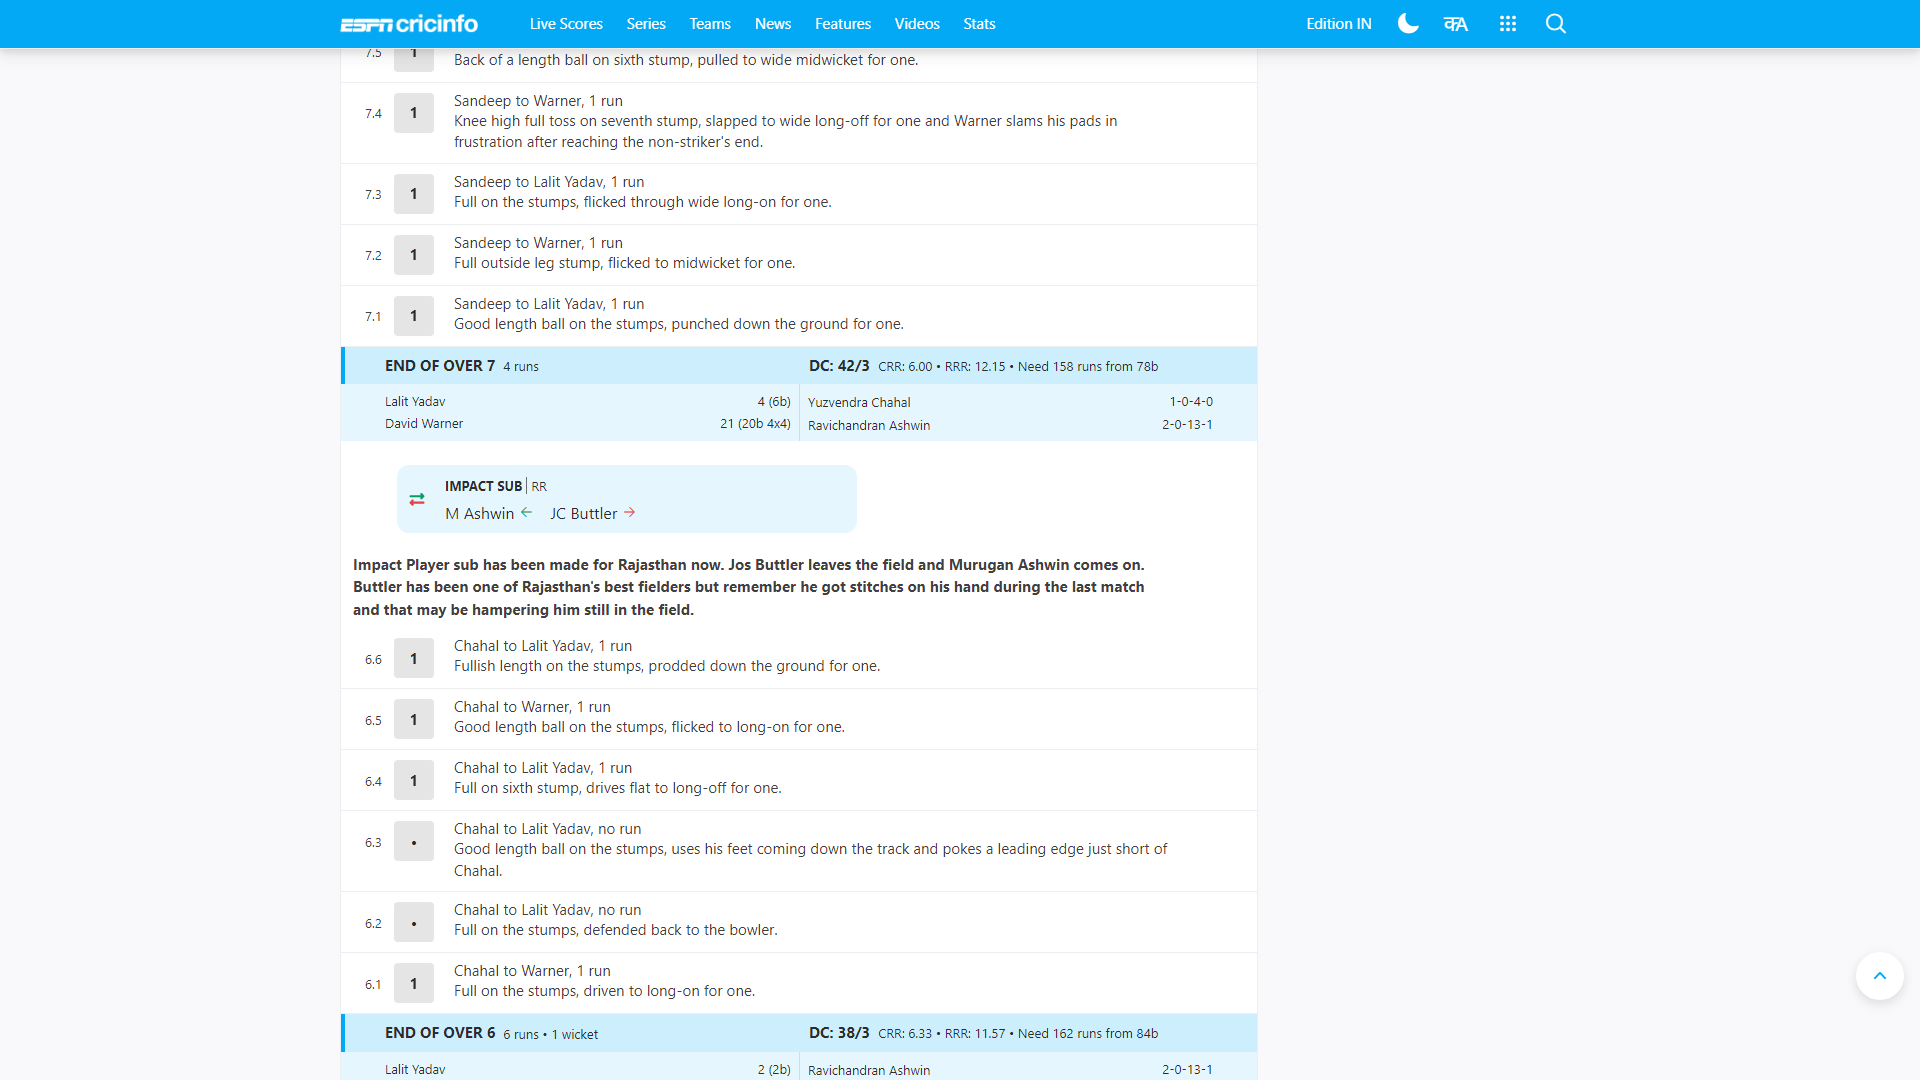 ESPN cricinfo Live Scores Series Teams News Features Videos Stats Edition IN क A
7.5 1 Back of a length ball on sixth stump, pulled to wide midwicket for one.
7.4 1 Sandeep to Warner, 1 run
Knee high full toss on seventh stump, slapped to wide long-off for one and Warner slams his pads in
frustration after reaching the non-striker's end.
7.3 1 Sandeep to Lalit Yadav, 1 run
Full on the stumps, flicked through wide long-on for one.
7.2 1 Sandeep to Warner, 1 run
Full outside leg stump, flicked to midwicket for one.
7.1 1 Sandeep to Lalit Yadav, 1 run
Good length ball on the stumps, punched down the ground for one.
END OF OVER 7 4 runs DC: 42/3 CRR: 6.00 • RRR: 12.15 • Need 158 runs from 78b
Lalit Yadav 4 (6b) Yuzvendra Chahal 1-0-4-0
David Warner 21 (20b 4x4) Ravichandran Ashwin 2-0-13-1
IMPACT SUB | RR
M Ashwin ← JC Buttler →
Impact Player sub has been made for Rajasthan now. Jos Buttler leaves the field and Murugan Ashwin comes on.
Buttler has been one of Rajasthan's best fielders but remember he got stitches on his hand during the last match
and that may be hampering him still in the field.
6.6 1 Chahal to Lalit Yadav, 1 run
Fullish length on the stumps, prodded down the ground for one.
6.5 1 Chahal to Warner, 1 run
Good length ball on the stumps, flicked to long-on for one.
6.4 1 Chahal to Lalit Yadav, 1 run
Full on sixth stump, drives flat to long-off for one.
6.3 • Chahal to Lalit Yadav, no run
Good length ball on the stumps, uses his feet coming down the track and pokes a leading edge just short of
Chahal.
6.2 • Chahal to Lalit Yadav, no run
Full on the stumps, defended back to the bowler.
6.1 1 Chahal to Warner, 1 run
Full on the stumps, driven to long-on for one.
END OF OVER 6 6 runs • 1 wicket DC: 38/3 CRR: 6.33 • RRR: 11.57 • Need 162 runs from 84b
Lalit Yadav 2 (2b) Ravichandran Ashwin 2-0-13-1